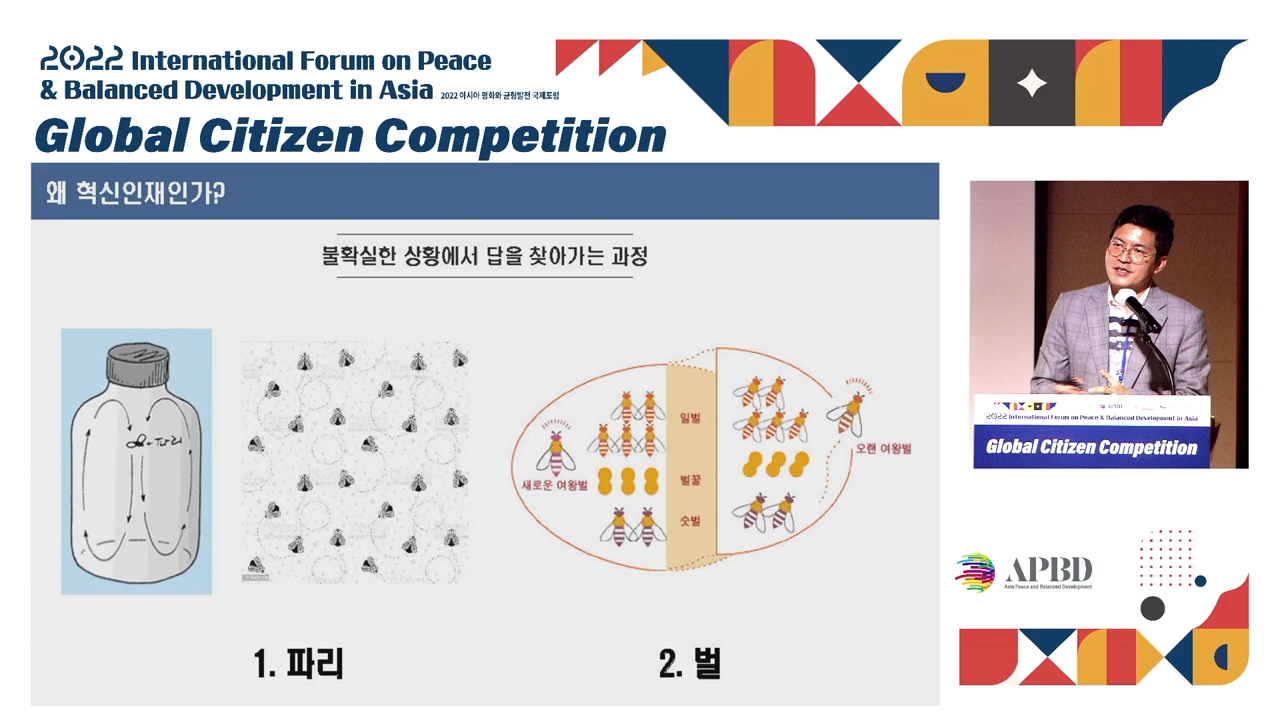 2022 International Forum on Peace
& Balanced Development in Asia 2022 아시아 평화와 균형발전 국제포럼
Global Citizen Competition
왜 혁신인재인가?
불확실한 상황에서 답을 찾아가는 과정
파리
일벌
벌꿀
숫벌
새로운 여왕벌
오랜 여왕벌
1. 파리
2. 벌
2022 International Forum on Peace & Balanced Development in Asia
Global Citizen Competition
APBD
Asia Peace and Balanced Development